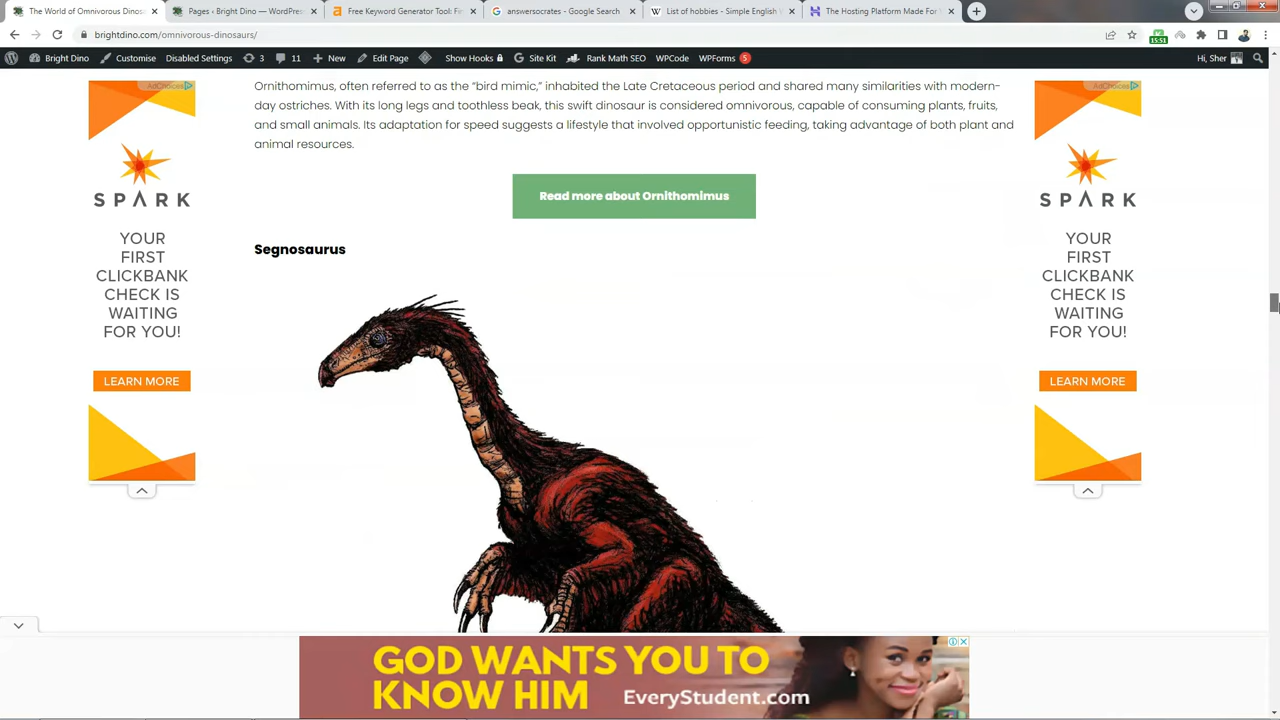 The World of Omnivorous Dinosa
Pages ‹ Bright Dino — WordPres
Free Keyword Generator Tool: Fin
answersocrates - Google Search
List of hobbies - Simple English W
The Hosting Platform Made For
brightdino.com/omnivorous-dinosaurs/
15:51
Bright Dino
Customise
Disabled Settings
3
11
New
Edit Page
Show Hooks
Site Kit
Rank Math SEO
WPCode
WPForms
5
Hi, Sher
Ornithomimus, often referred to as the “bird mimic,” inhabited the Late Cretaceous period and shared many similarities with modern-
day ostriches. With its long legs and toothless beak, this swift dinosaur is considered omnivorous, capable of consuming plants, fruits,
and small animals. Its adaptation for speed suggests a lifestyle that involved opportunistic feeding, taking advantage of both plant and
animal resources.
Read more about Ornithomimus
Segnosaurus
AdChoices
SPARK
YOUR
FIRST
CLICKBANK
CHECK IS
WAITING
FOR YOU!
LEARN MORE
AdChoices
SPARK
YOUR
FIRST
CLICKBANK
CHECK IS
WAITING
FOR YOU!
LEARN MORE
GOD WANTS YOU TO
KNOW HIM EveryStudent.com